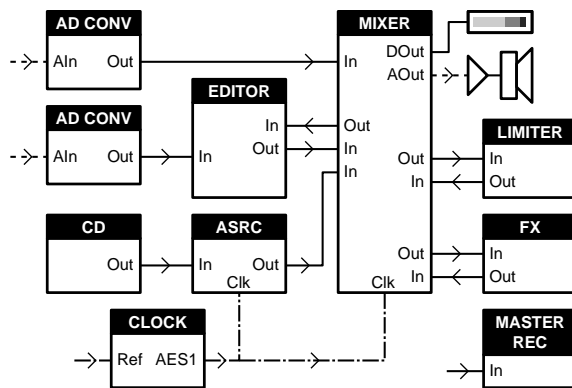 AD CONV
AIn Out
MIXER
In
DOut
AOut
Out
In
In
Out
In
Out
In
Clk
EDITOR
In
Out
In
AD CONV
AIn Out
LIMITER
In
Out
CD
Out
ASRC
In Out
Clk
FX
In
Out
CLOCK
Ref AES1
MASTER
REC
In